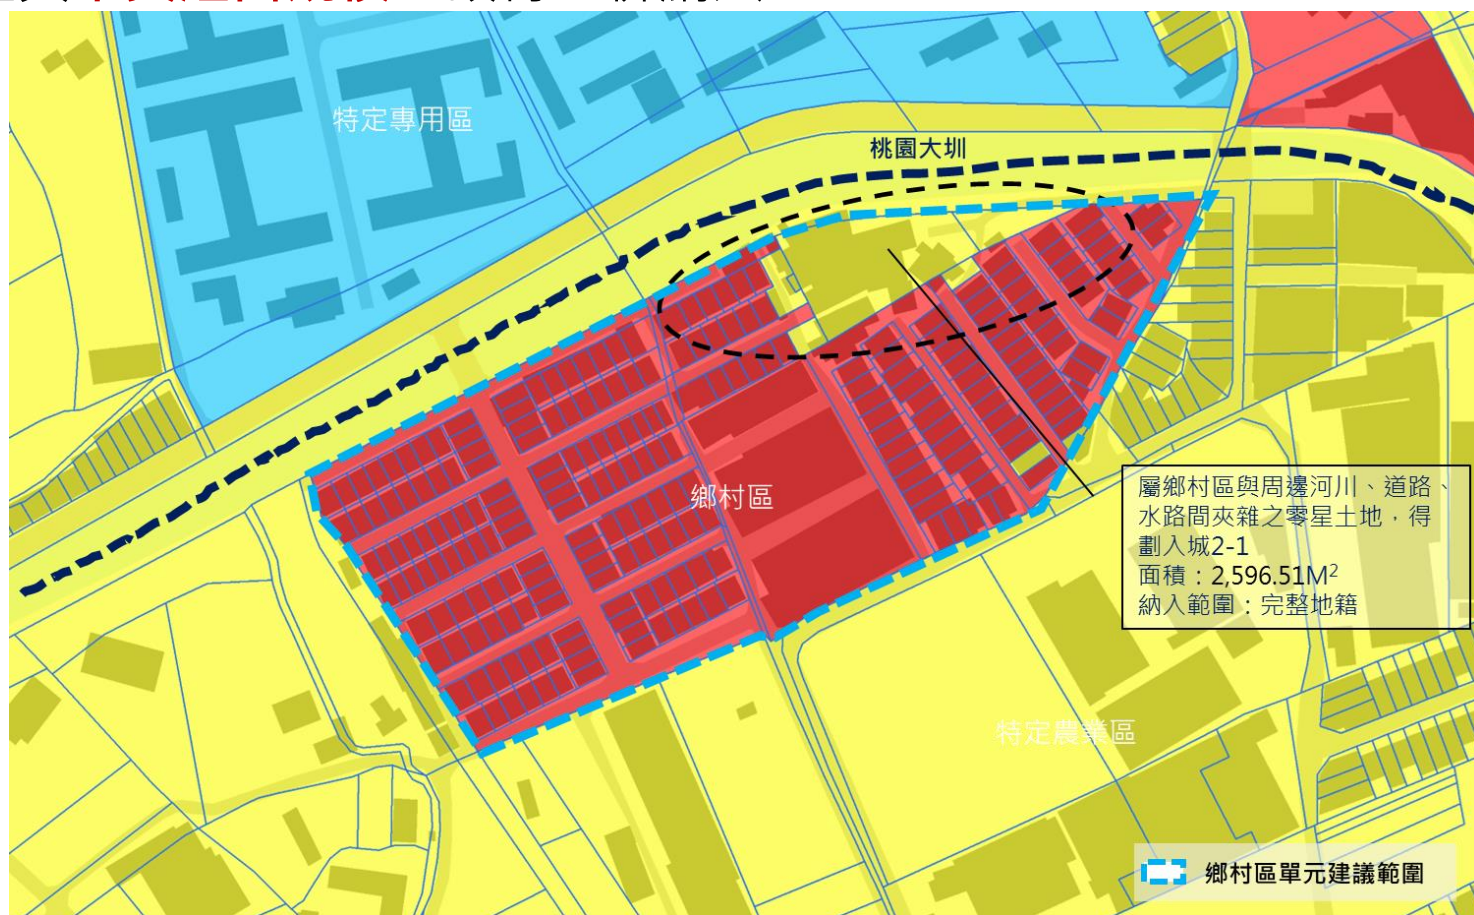 特定專用區
桃園大圳
鄉村區
屬鄉村區與周邊河川、道路、
水路間夾雜之零星土地，得
劃入城2-1
面積：2,596.51M²
納入範圍：完整地籍
特定農業區
鄉村區單元建議範圍